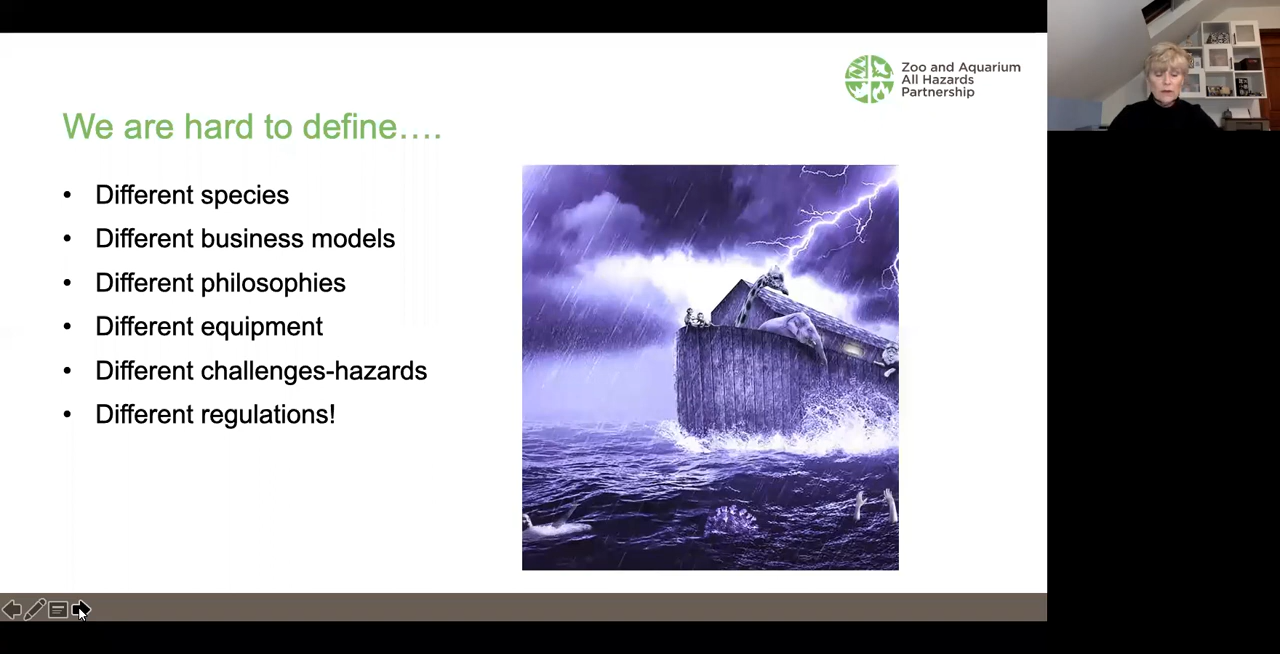 Zoo and Aquarium
All Hazards
Partnership
We are hard to define….
• Different species
• Different business models
• Different philosophies
• Different equipment
• Different challenges-hazards
• Different regulations!